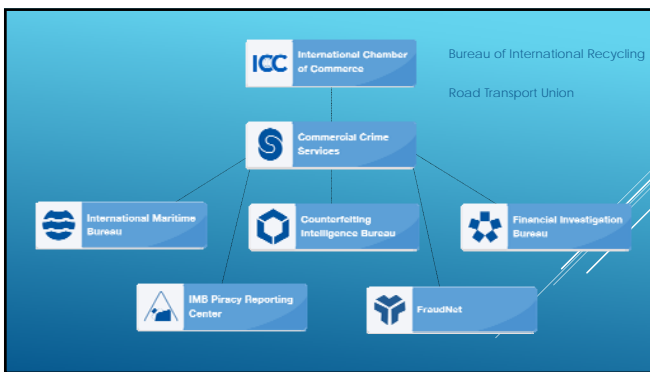 ICC
International Chamber
of Commerce
Bureau of International Recycling
Road Transport Union
Commercial Crime
Services
International Maritime
Bureau
Counterfeiting
Intelligence Bureau
Financial Investigation
Bureau
IMB Piracy Reporting
Center
FraudNet